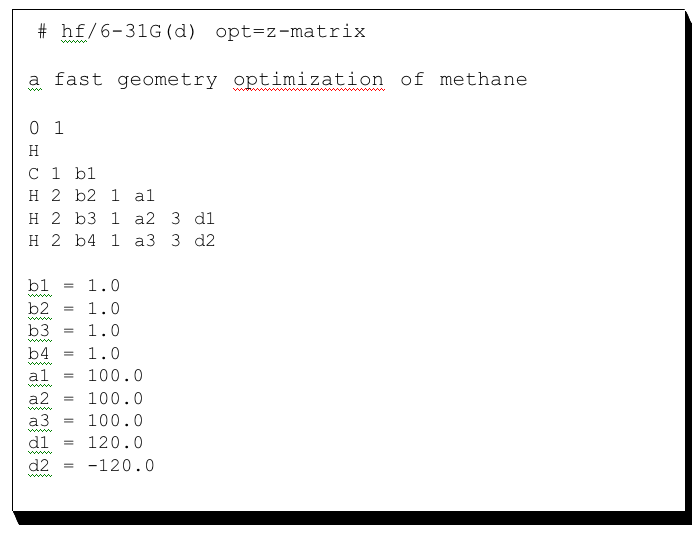 # hf/6-31G(d) opt=z-matrix
a fast geometry optimization of methane
0 1
H
C 1 b1
H 2 b2 1 a1
H 2 b3 1 a2 3 d1
H 2 b4 1 a3 3 d2
b1 = 1.0
b2 = 1.0
b3 = 1.0
b4 = 1.0
a1 = 100.0
a2 = 100.0
a3 = 100.0
d1 = 120.0
d2 = -120.0